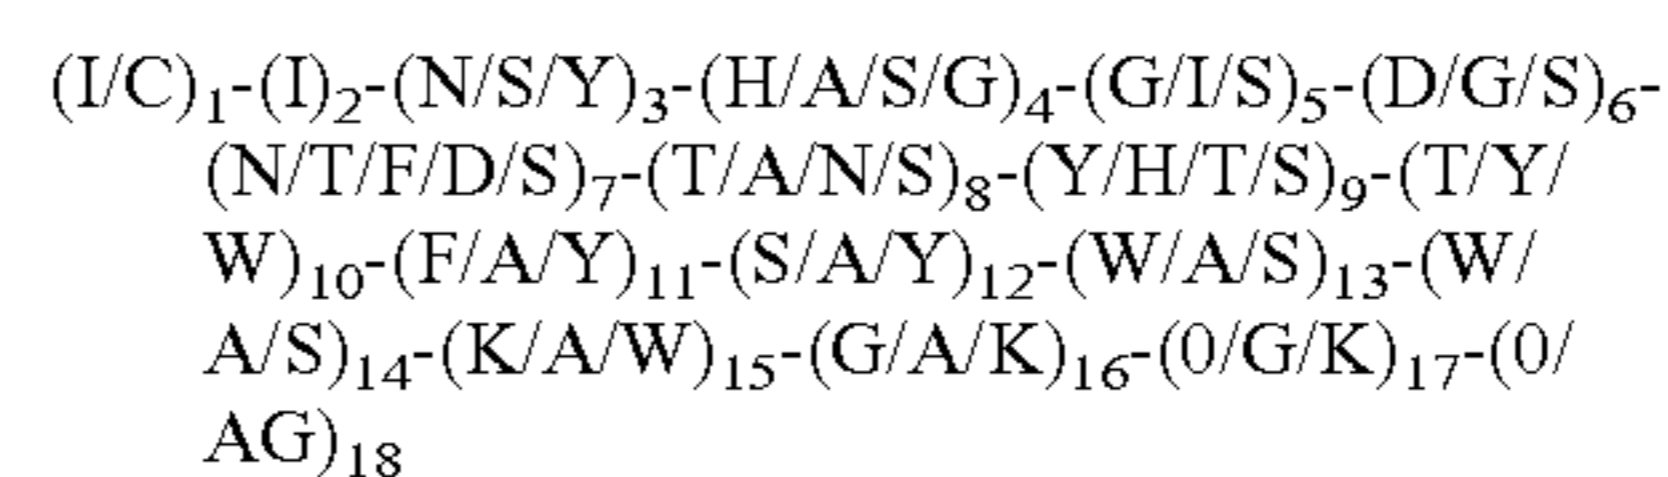 (I/C)₁-(I)₂-(N/S/Y)₃-(H/A/S/G)₄-(G/I/S)₅-(D/G/S)₆-
(N/T/F/D/S)₇-(T/A/N/S)₈-(Y/H/T/S)₉-(T/Y/
W)₁₀-(F/A/Y)₁₁-(S/A/Y)₁₂-(W/A/S)₁₃-(W/
A/S)₁₄-(K/A/W)₁₅-(G/A/K)₁₆-(0/G/K)₁₇-(0/
AG)₁₈